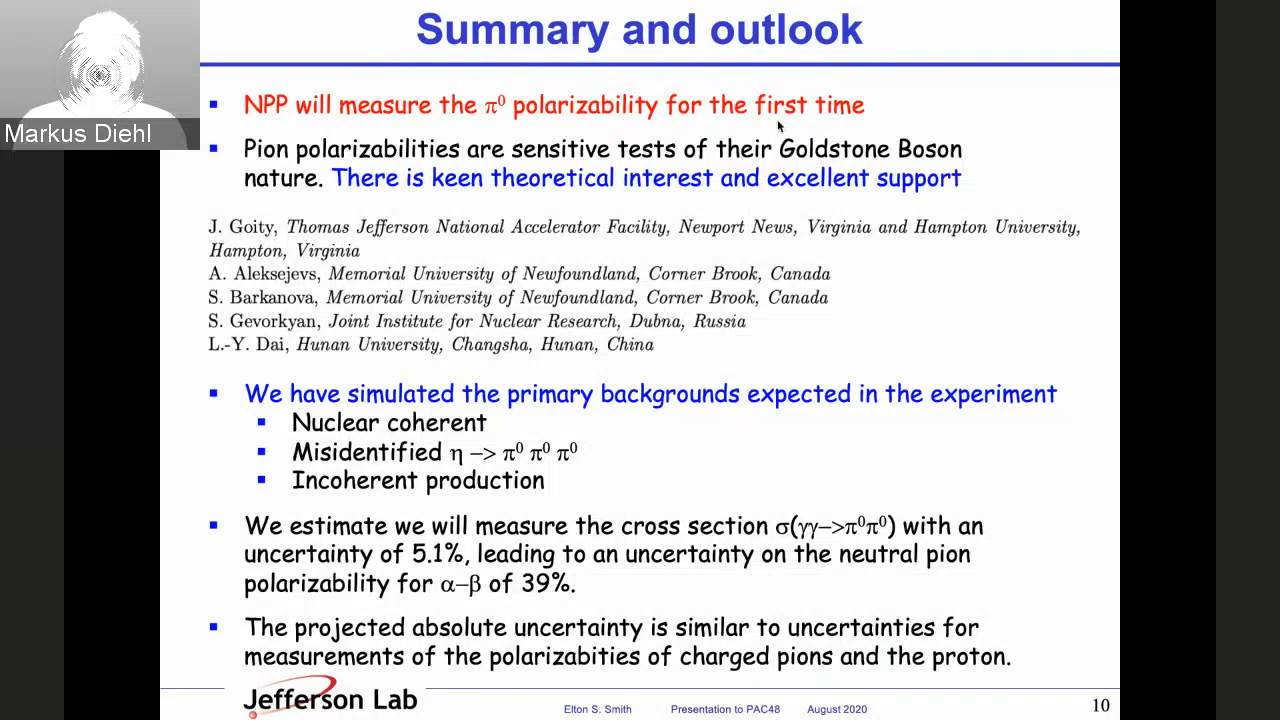 Summary and outlook
Markus Diehl
▪ NPP will measure the π⁰ polarizability for the first time
▪ Pion polarizabilities are sensitive tests of their Goldstone Boson
nature. There is keen theoretical interest and excellent support
J. Goity, Thomas Jefferson National Accelerator Facility, Newport News, Virginia and Hampton University,
Hampton, Virginia
A. Aleksejevs, Memorial University of Newfoundland, Corner Brook, Canada
S. Barkanova, Memorial University of Newfoundland, Corner Brook, Canada
S. Gevorkyan, Joint Institute for Nuclear Research, Dubna, Russia
L.-Y. Dai, Hunan University, Changsha, Hunan, China
▪ We have simulated the primary backgrounds expected in the experiment
▪ Nuclear coherent
▪ Misidentified η –> π⁰ π⁰ π⁰
▪ Incoherent production
▪ We estimate we will measure the cross section σ(γγ–>π⁰π⁰) with an
uncertainty of 5.1%, leading to an uncertainty on the neutral pion
polarizability for α–β of 39%.
▪ The projected absolute uncertainty is similar to uncertainties for
measurements of the polarizabities of charged pions and the proton.
Jefferson Lab
Elton S. Smith Presentation to PAC48 August 2020 10